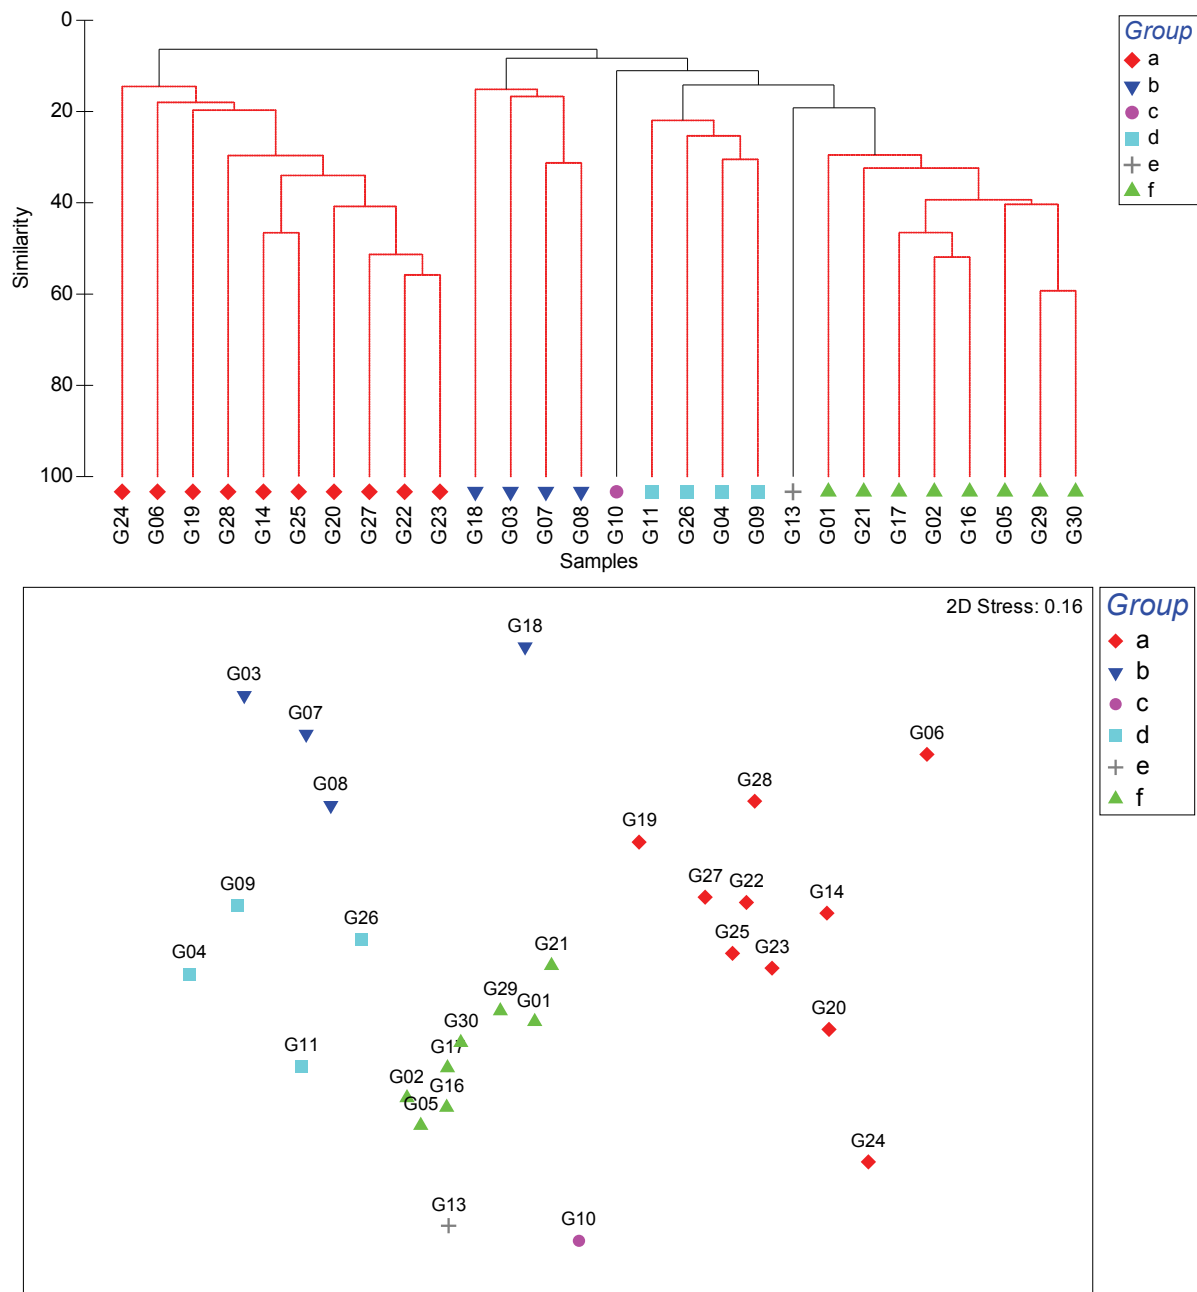 0
20
40
60
80
100
Similarity
G24 G06 G19 G28 G14 G25 G20 G27 G22 G23 G18 G03 G07 G08 G10 G11 G26 G04 G09 G13 G01 G21 G17 G02 G16 G05 G29 G30
Samples
Group
a
b
c
d
e
f
2D Stress: 0.16
G18
G03
G07
G06
G08
G28
G19
G27
G22
G14
G09
G26
G25
G23
G21
G04
G29
G01
G20
G30
G11
G17
G02
G16
G05
G24
G13
G10
Group
a
b
c
d
e
f